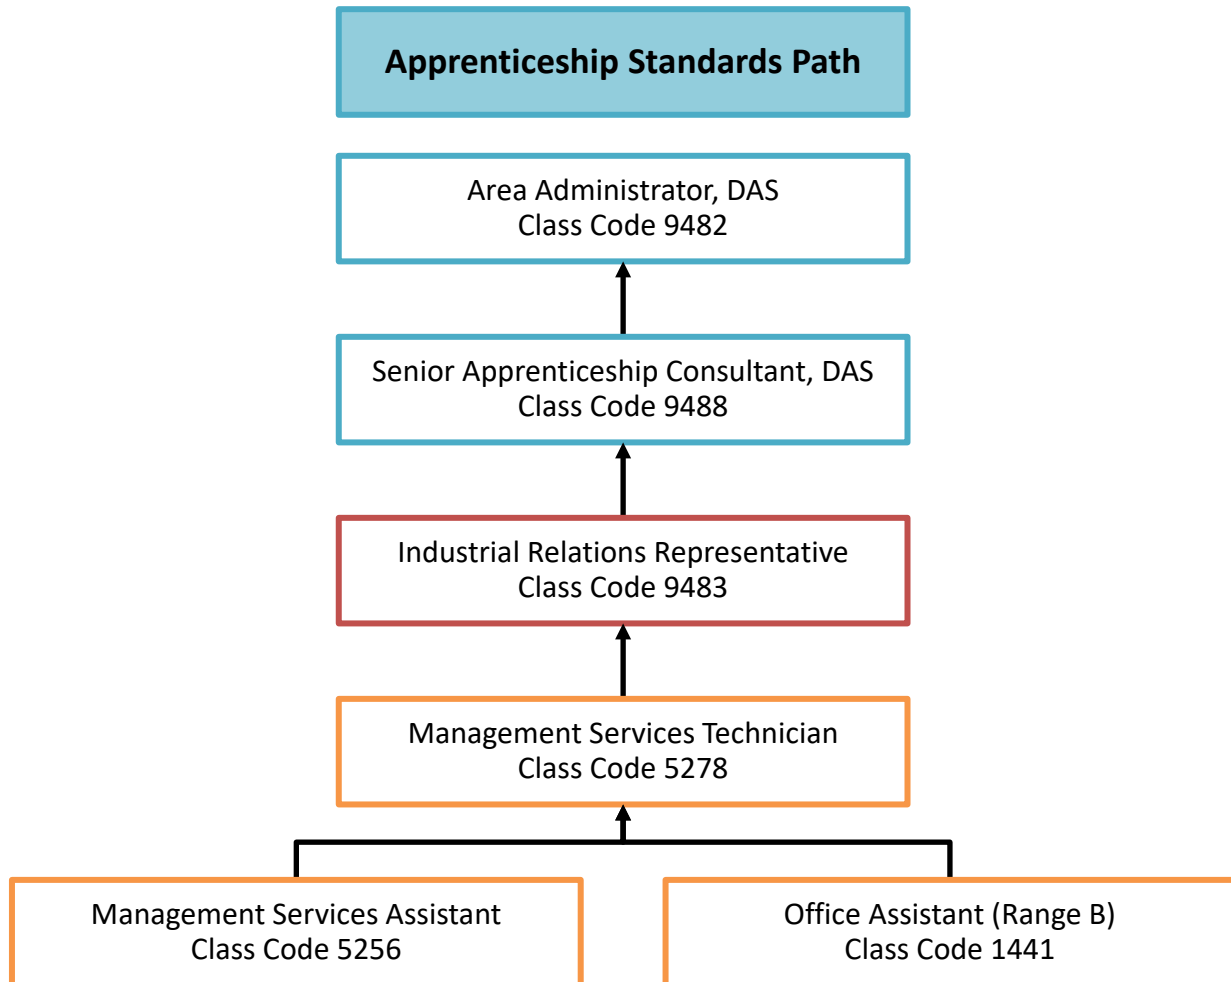 Apprenticeship Standards Path
Area Administrator, DAS
Class Code 9482
Senior Apprenticeship Consultant, DAS
Class Code 9488
Industrial Relations Representative
Class Code 9483
Management Services Technician
Class Code 5278
Management Services Assistant
Class Code 5256
Office Assistant (Range B)
Class Code 1441